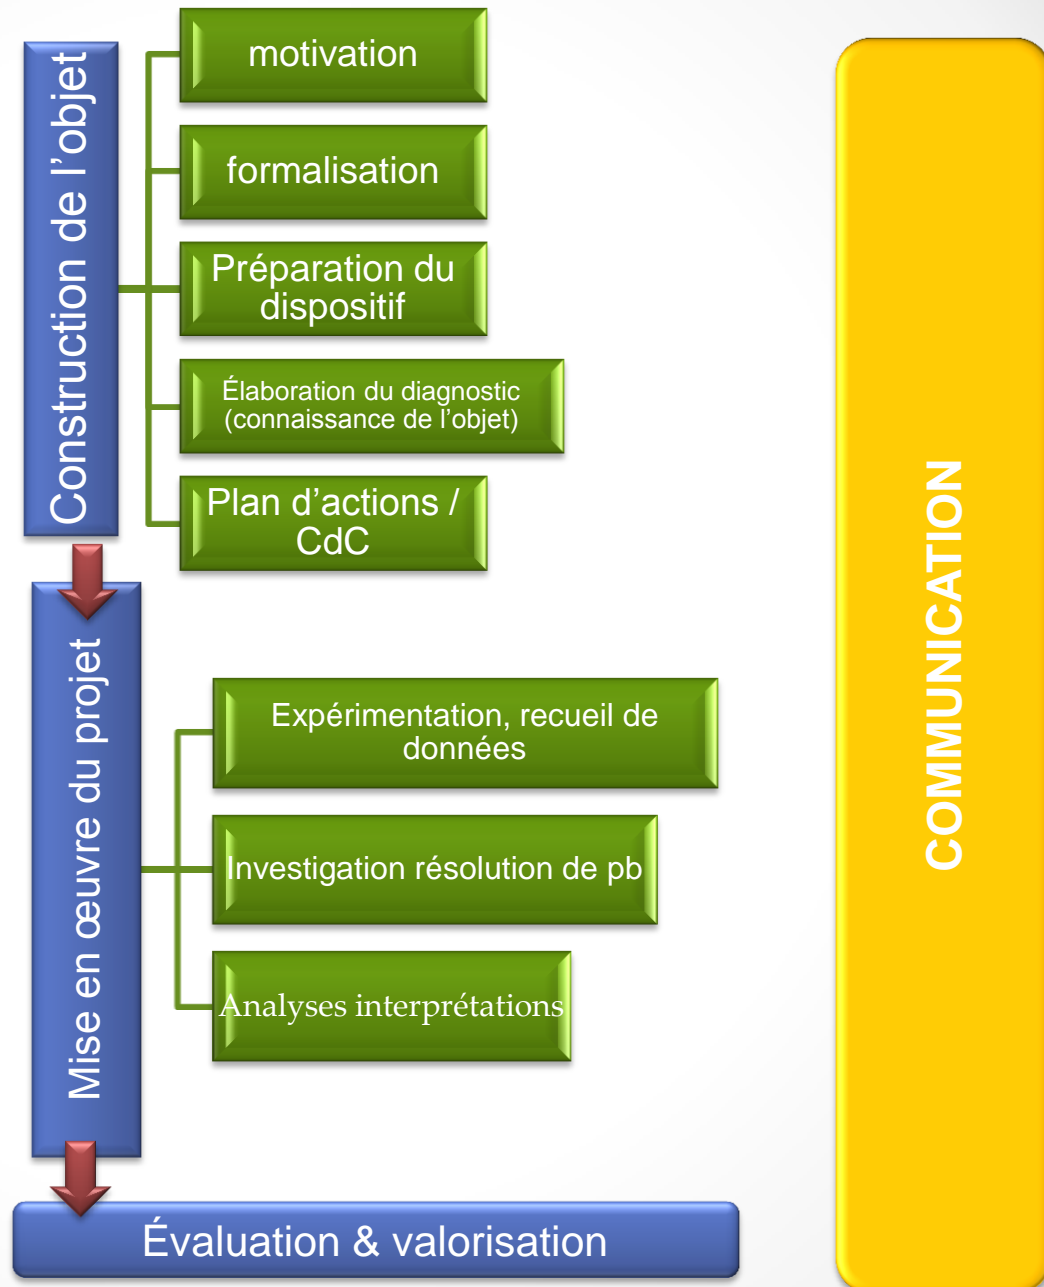 Construction de l’objet
motivation
formalisation
Préparation du
dispositif
Élaboration du diagnostic
(connaissance de l’objet)
Plan d’actions /
CdC
Mise en œuvre du projet
Expérimentation, recueil de
données
Investigation résolution de pb
Analyses interprétations
Évaluation & valorisation
COMMUNICATION